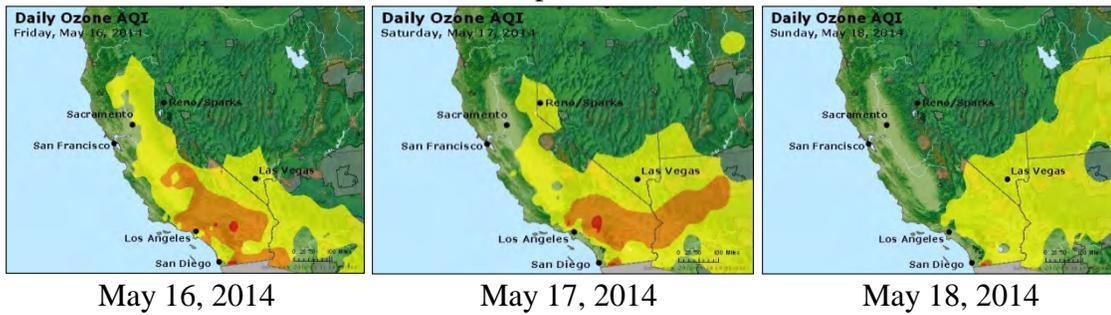 Daily Ozone AQI
Friday, May 16, 2014
Reno/Sparks
Sacramento
San Francisco
Las Vegas
Los Angeles
San Diego
May 16, 2014
Daily Ozone AQI
Saturday, May 17, 2014
Reno/Sparks
Sacramento
San Francisco
Las Vegas
Los Angeles
San Diego
May 17, 2014
Daily Ozone AQI
Sunday, May 18, 2014
Reno/Sparks
Sacramento
San Francisco
Las Vegas
Los Angeles
San Diego
May 18, 2014